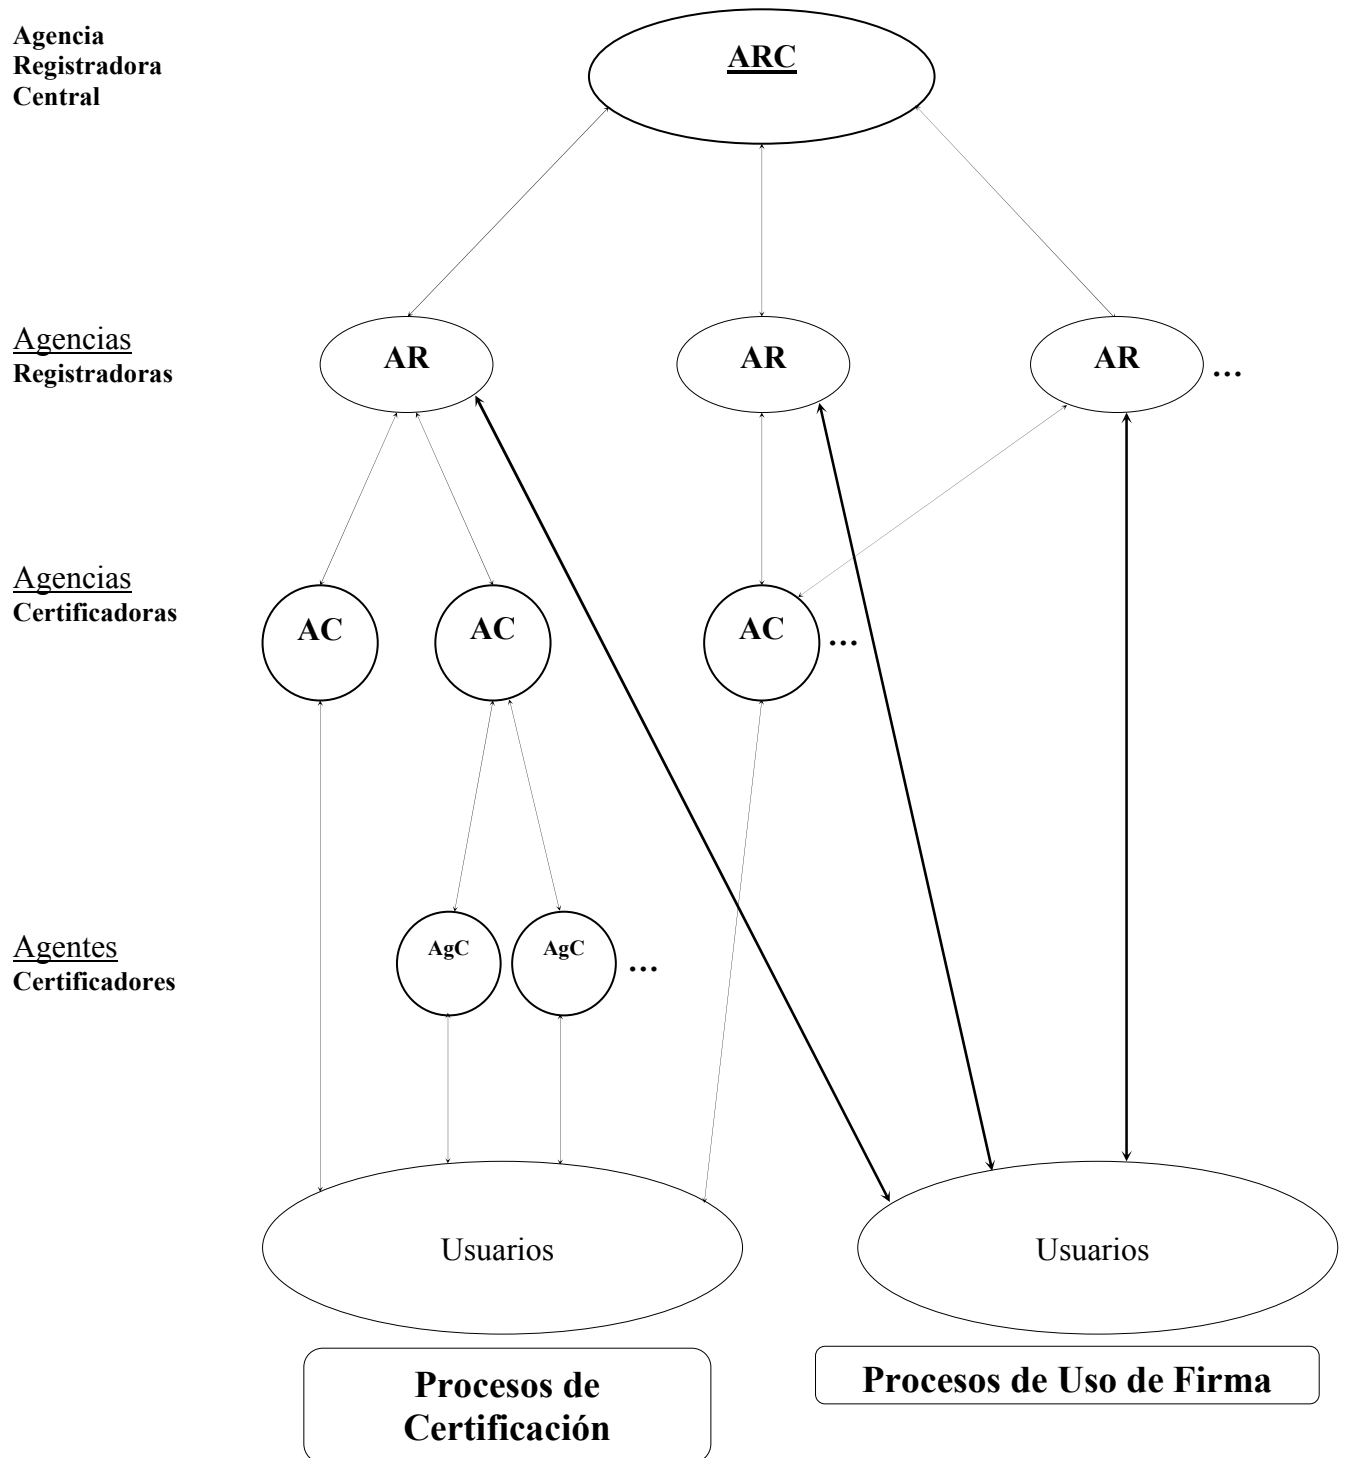 Agencia
Registradora
Central
ARC
Agencias
Registradoras
AR
AR
AR
...
Agencias
Certificadoras
AC
AC
AC
...
Agentes
Certificadores
AgC
AgC
...
Usuarios
Usuarios
Procesos de
Certificación
Procesos de Uso de Firma